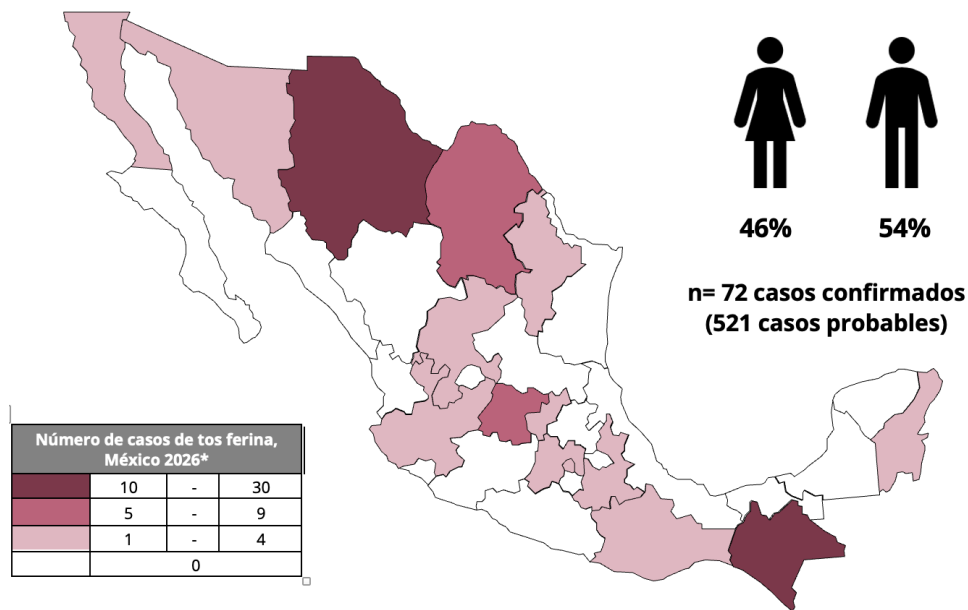 46%
54%
n= 72 casos confirmados
(521 casos probables)
Número de casos de tos ferina,
México 2026*
10 - 30
5 - 9
1 - 4
0